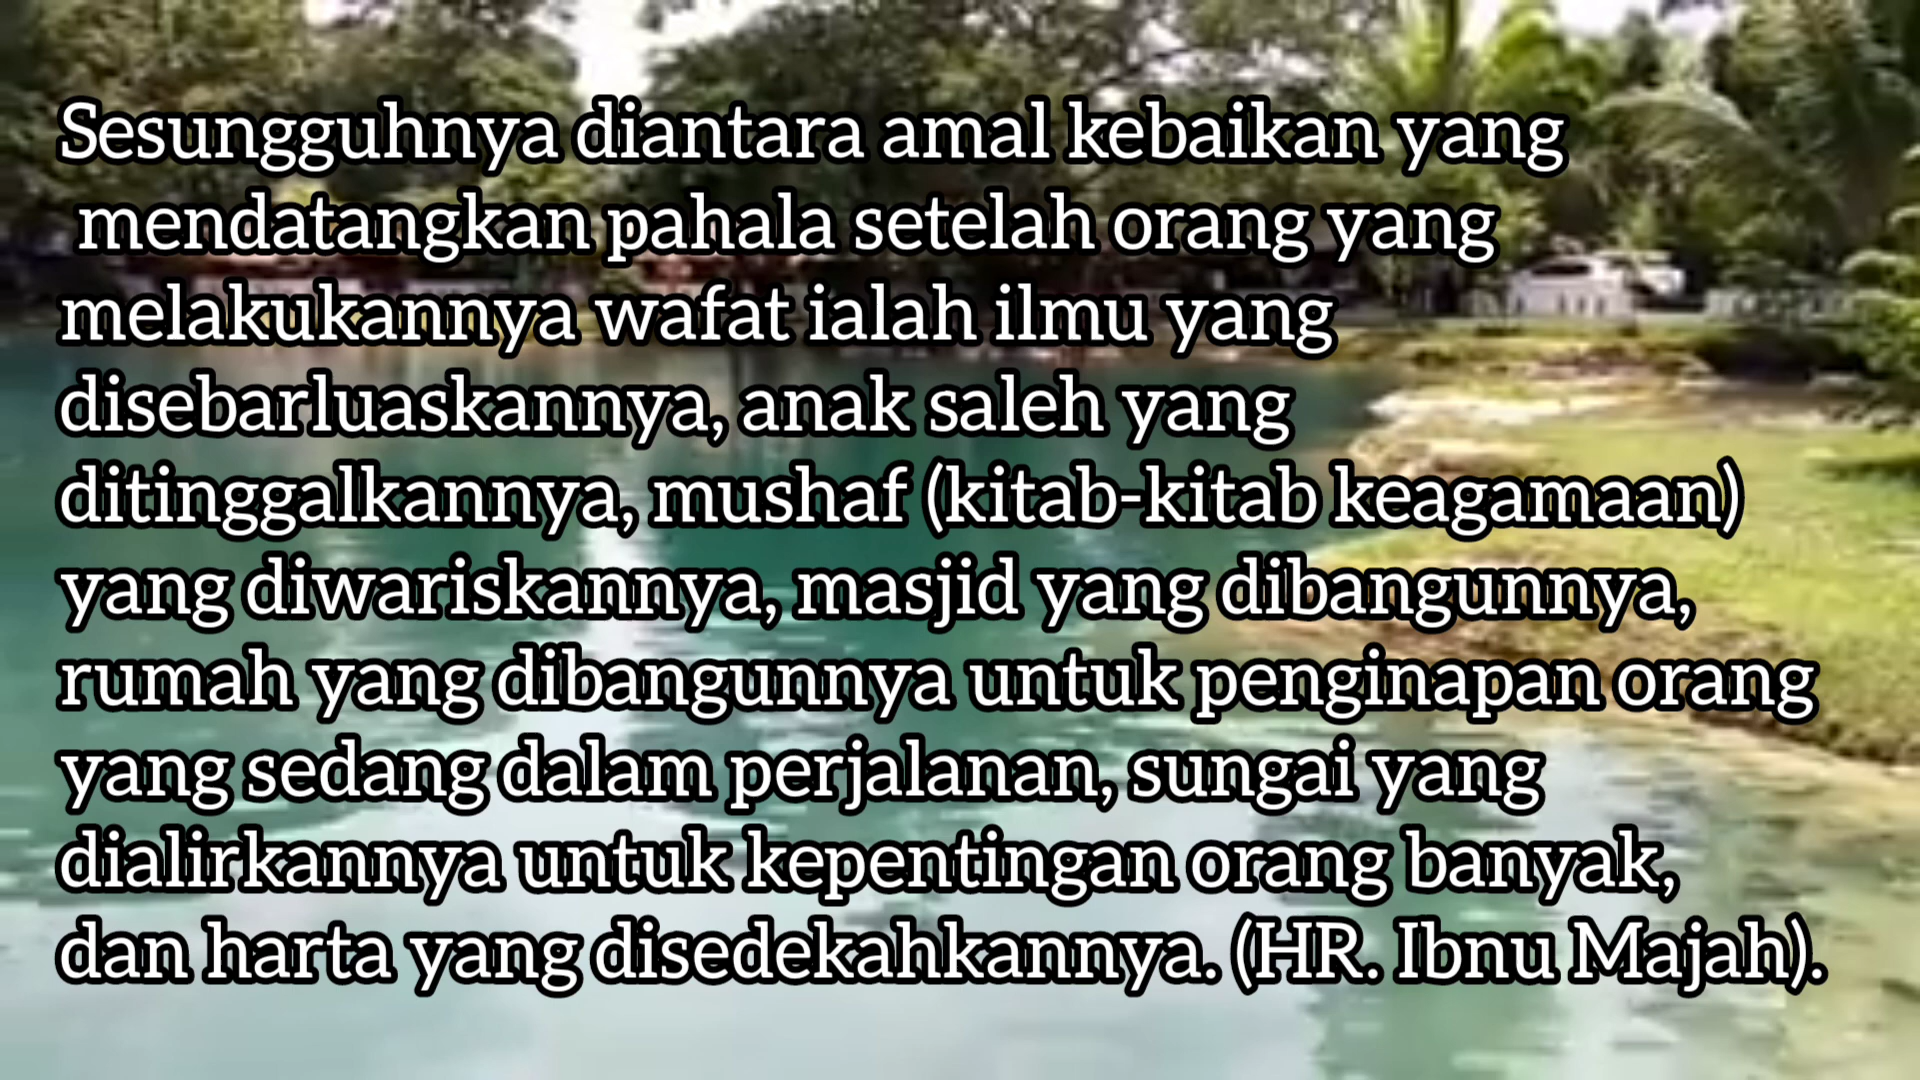 Sesungguhnya diantara amal kebaikan yang
mendatangkan pahala setelah orang yang
melakukannya wafat ialah ilmu yang
disebarluaskannya, anak saleh yang
ditinggalkannya, mushaf (kitab-kitab keagamaan)
yang diwariskannya, masjid yang dibangunnya,
rumah yang dibangunnya untuk penginapan orang
yang sedang dalam perjalanan, sungai yang
dialirkannya untuk kepentingan orang banyak,
dan harta yang disedekahkannya. (HR. Ibnu Majah).